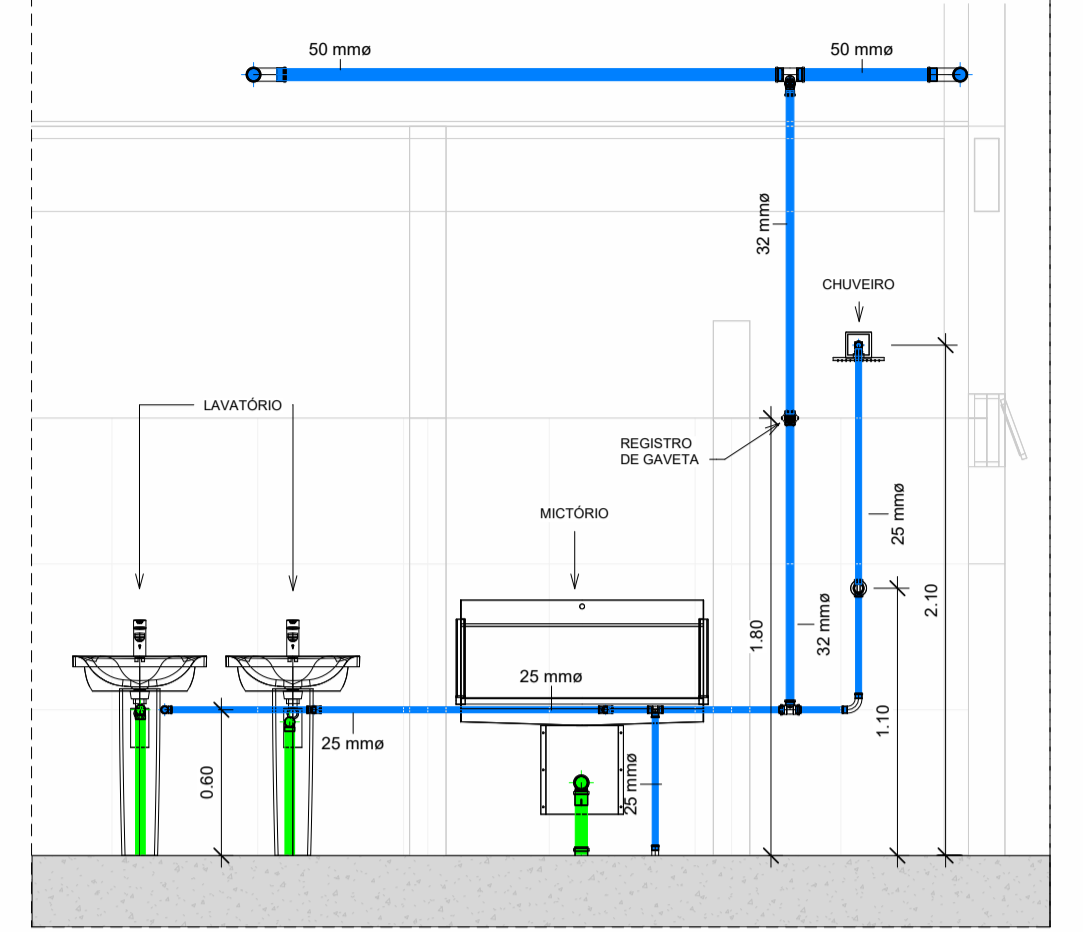 50 mmø
50 mmø
32 mmø
CHUVEIRO
LAVATÓRIO
REGISTRO
DE GAVETA
MICTÓRIO
25 mmø
2.10
1.80
32 mmø
25 mmø
1.10
25 mmø
0.60
25 mmø